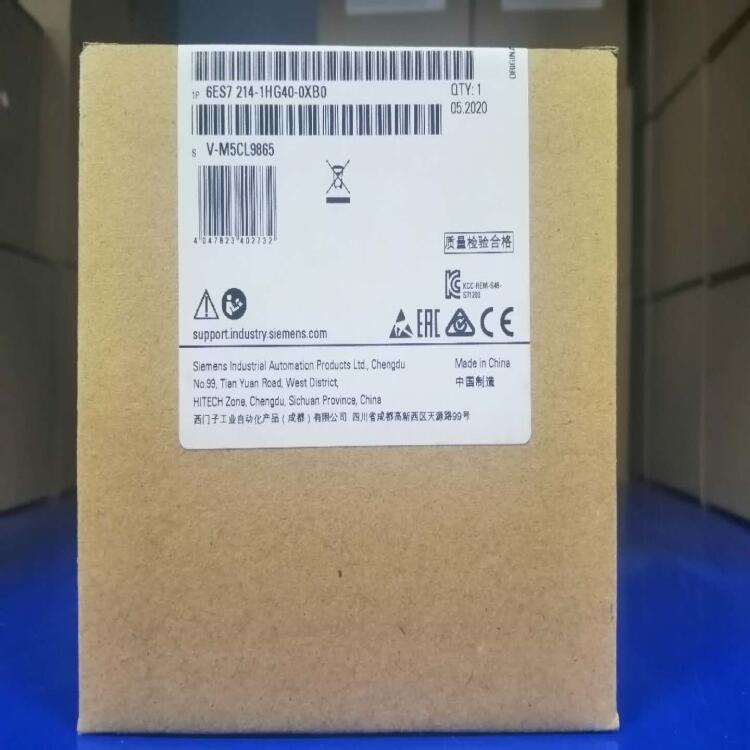 1P 6ES7 214-1HG40-0XB0
QTY: 1
05.2020
S V-M5CL9865
4 047823 402732
质量检验合格
KCC-REM-S49-
S71200
EAC
CE
support.industry.siemens.com
Siemens Industrial Automation Products Ltd., Chengdu
No.99, Tian Yuan Road, West District,
HITECH Zone, Chengdu, Sichuan Province, China
西门子工业自动化产品（成都）公司 四川省成都高新西区天源路99号
Made in China
中国制造